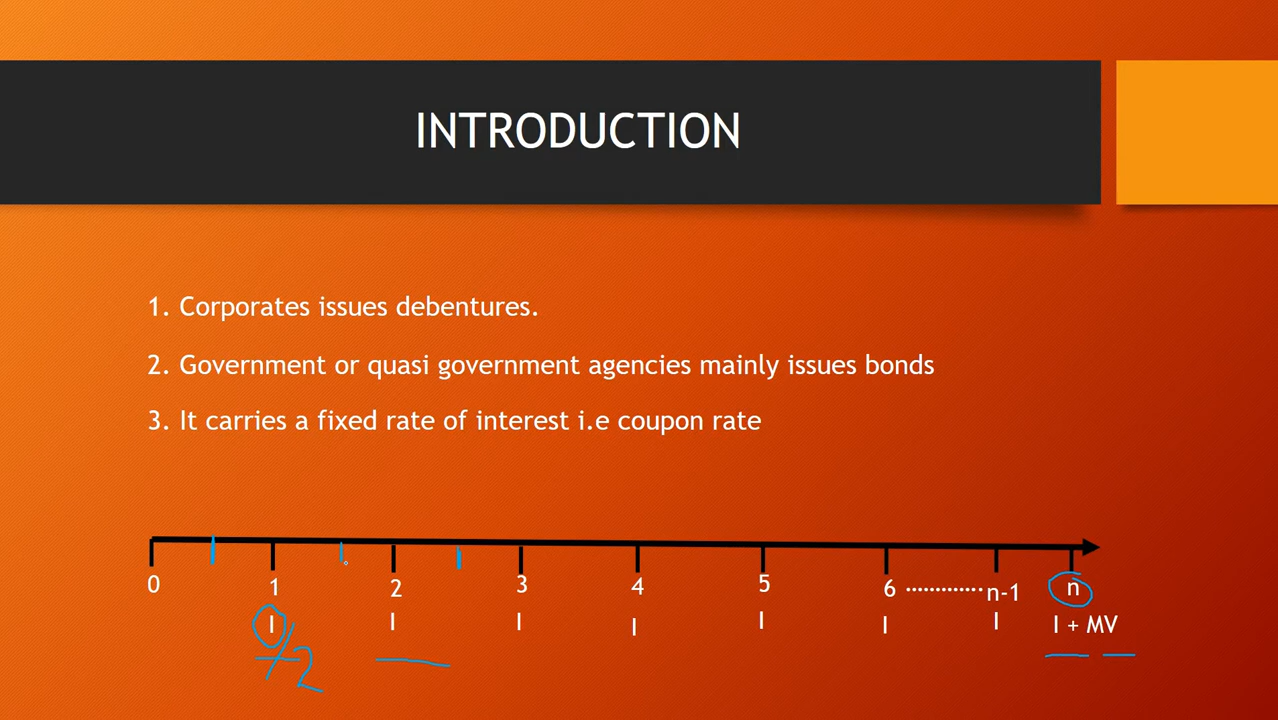 INTRODUCTION
1. Corporates issues debentures.
2. Government or quasi government agencies mainly issues bonds
3. It carries a fixed rate of interest i.e coupon rate
0 1 2 3 4 5 6 ............. n-1 n
I I I I I I I I + MV
/2